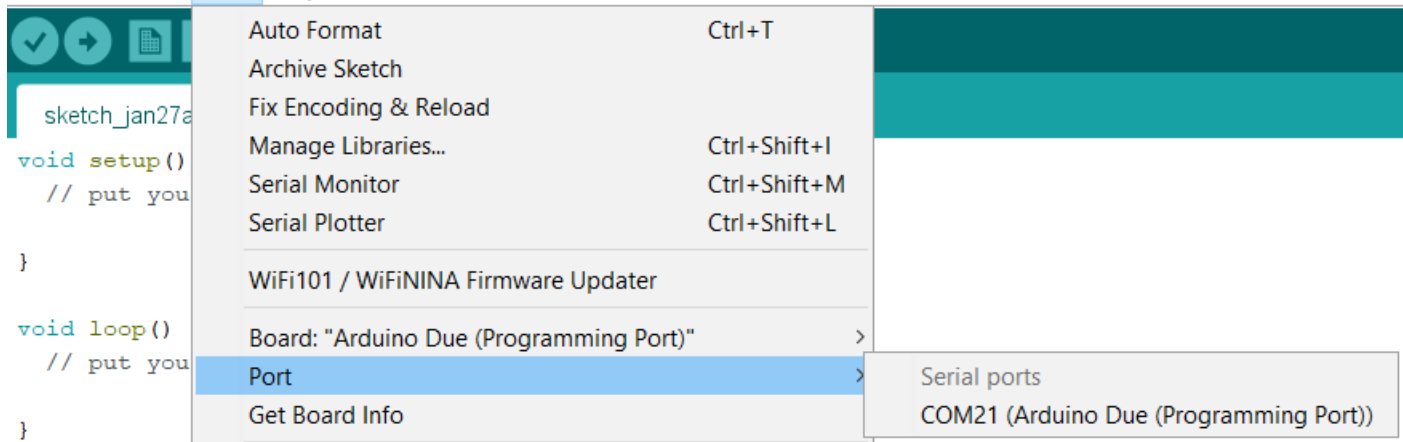 Auto Format Ctrl+T
Archive Sketch
sketch_jan27a
Fix Encoding & Reload
Manage Libraries... Ctrl+Shift+I
void setup()
// put you
Serial Monitor Ctrl+Shift+M
Serial Plotter Ctrl+Shift+L
}
WiFi101 / WiFiNINA Firmware Updater
void loop()
// put you
Board: "Arduino Due (Programming Port)" >
Port >
Serial ports
Get Board Info
COM21 (Arduino Due (Programming Port))
}